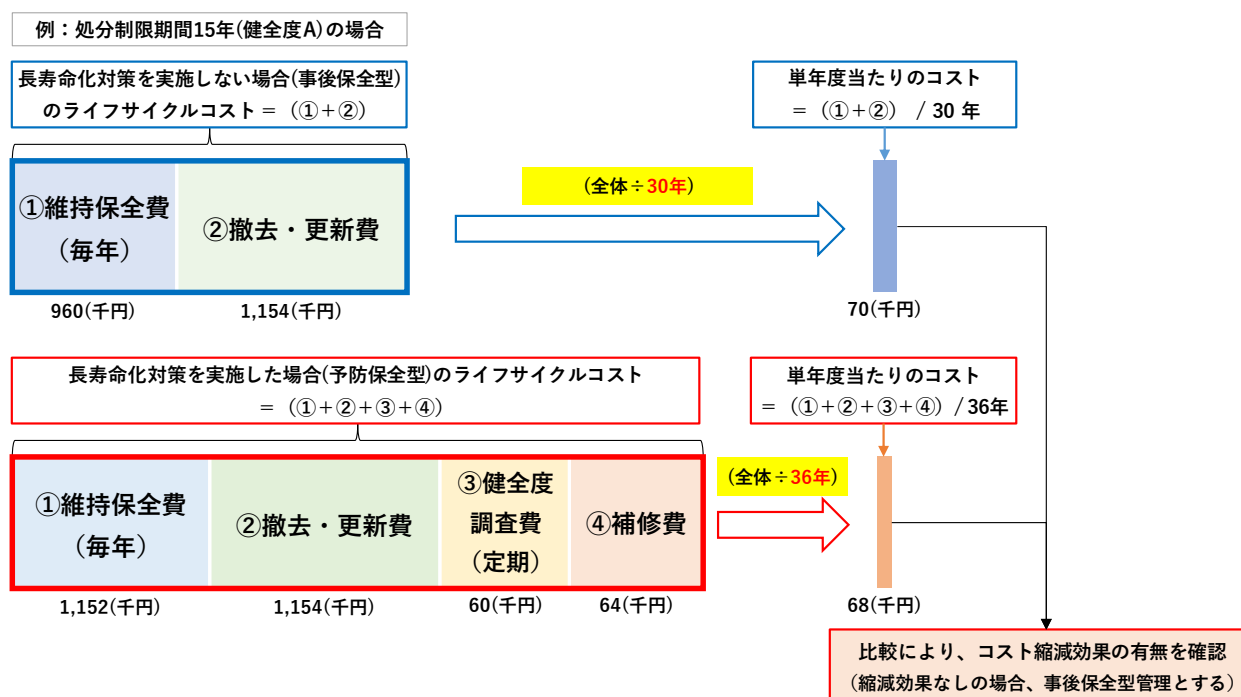 例：処分制限期間15年(健全度A)の場合
長寿命化対策を実施しない場合(事後保全型)
のライフサイクルコスト＝（①＋②）
単年度当たりのコスト
＝（①＋②）/ 30 年
①維持保全費
（毎年）
②撤去・更新費
(全体÷30年)
960(千円)
1,154(千円)
70(千円)
長寿命化対策を実施した場合(予防保全型)のライフサイクルコスト
＝（①＋②＋③＋④）
単年度当たりのコスト
＝（①＋②＋③＋④）/ 36年
①維持保全費
（毎年）
②撤去・更新費
③健全度
調査費
（定期）
④補修費
(全体÷36年)
1,152(千円)
1,154(千円)
60(千円)
64(千円)
68(千円)
比較により、コスト縮減効果の有無を確認
（縮減効果なしの場合、事後保全型管理とする）